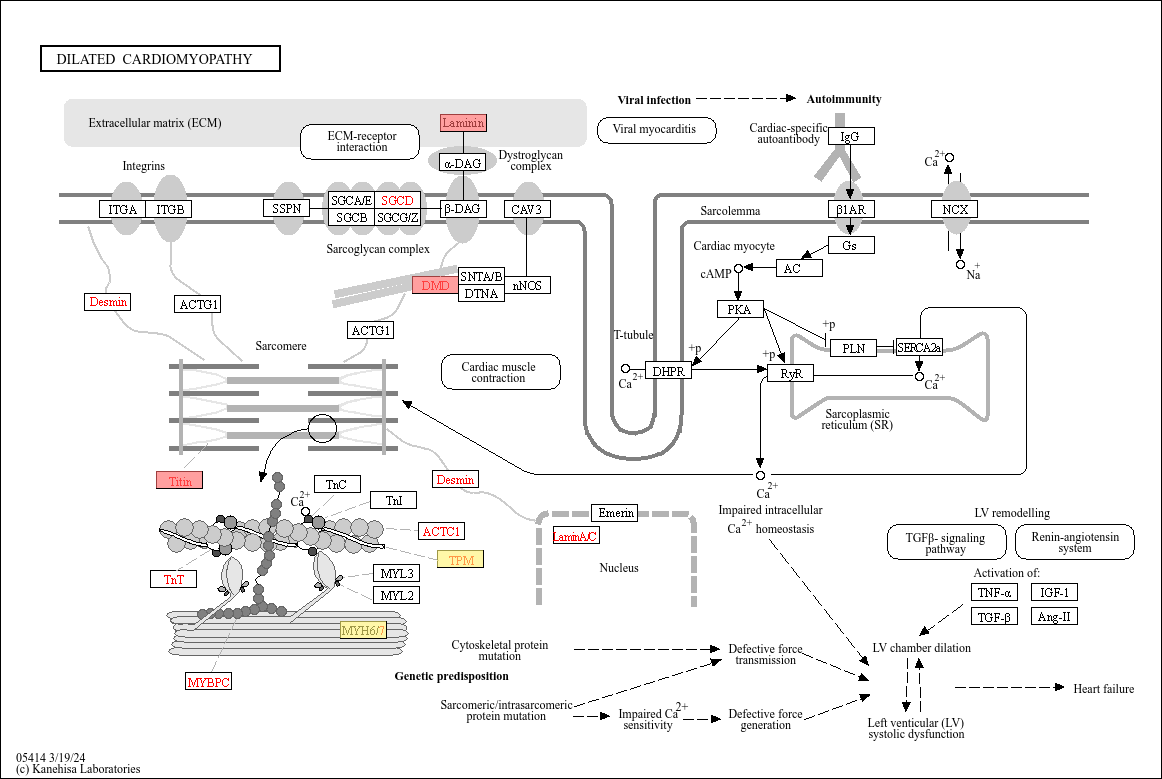 DILATED CARDIOMYOPATHY
Viral infection
Autoimmunity
Extracellular matrix (ECM)
Laminin
ECM-receptor
interaction
Viral myocarditis
Cardiac-specific
autoantibody
IgG
Ca2+
Integrins
α-DAG
Dystroglycan
complex
ITGA
ITGB
SSPN
SGCA/E
SGCD
SGCB
SGCG/Z
β-DAG
CAV3
Sarcolemma
β1AR
NCX
Sarcoglycan complex
Cardiac myocyte
Gs
cAMP
AC
Na+
Desmin
ACTG1
DMD
SNTA/B
DTNA
nNOS
PKA
ACTG1
T-tubule
+p
+p
+p
PLN
SERCA2a
Sarcomere
Cardiac muscle
contraction
Ca2+
DHPR
RyR
Ca2+
Sarcoplasmic
reticulum (SR)
Titin
Desmin
Ca2+
TnC
TnI
Ca2+
Impaired intracellular
Ca2+ homeostasis
Emerin
LaminA/C
Nucleus
ACTC1
TPM
TnT
MYL3
MYL2
MYH6/7
MYBPC
LV remodelling
TGFβ- signaling
pathway
Renin-angiotensin
system
Activation of:
TNF-α
IGF-1
TGF-β
Ang-II
Cytoskeletal protein
mutation
Defective force
transmission
LV chamber dilation
Genetic predisposition
Sarcomeric/intrasarcomeric
protein mutation
Impaired Ca2+
sensitivity
Defective force
generation
Heart failure
Left venticular (LV)
systolic dysfunction
05414 3/19/24
(c) Kanehisa Laboratories